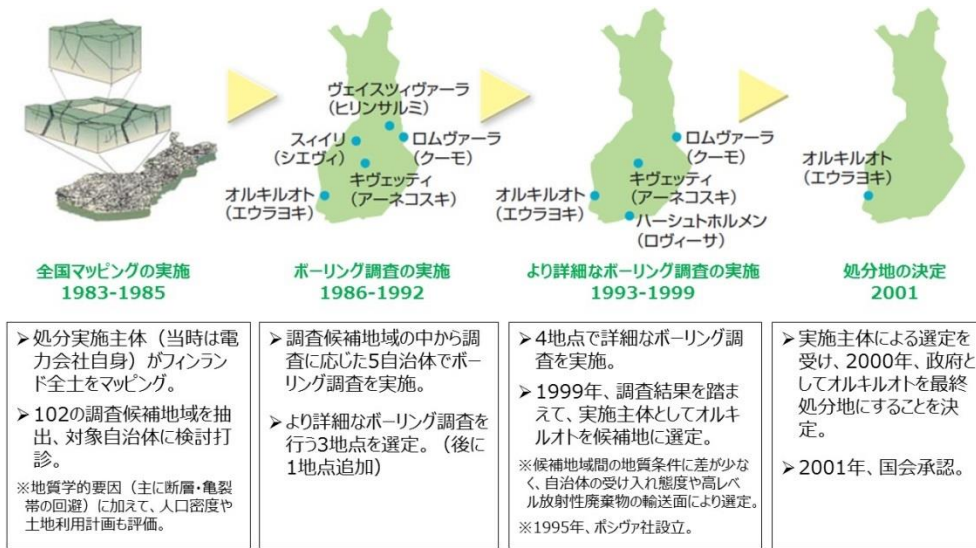 ヴェイスツィヴァーラ
(ヒリンサルミ)
スィイリ
(シエヴィ)
ロムヴァーラ
(クーモ)
キヴェッティ
(アーネコスキ)
オルキルオト
(エウラヨキ)
ロムヴァーラ
(クーモ)
キヴェッティ
(アーネコスキ)
オルキルオト
(エウラヨキ)
ハーシュトホルメン
(ロヴィーサ)
オルキルオト
(エウラヨキ)
全国マッピングの実施
1983-1985
ボーリング調査の実施
1986-1992
より詳細なボーリング調査の実施
1993-1999
処分地の決定
2001
➢処分実施主体(当時は電
力会社自身)がフィンラン
ド全土をマッピング。
➢102の調査候補地域を抽
出、対象自治体に検討打
診。
※地質学的要因(主に断層・亀裂
帯の回避)に加えて、人口密度や
土地利用計画も評価。
➢調査候補地域の中から
調査に応じた5自治体でボ
ーリング調査を実施。
➢より詳細なボーリング調査を
行う3地点を選定。(後に
1地点追加)
➢4地点で詳細なボーリング調
査を実施。
➢1999年、調査結果を踏ま
えて、実施主体としてオルキ
ルオトを候補地に選定。
※候補地域間の地質条件に差が少な
く、自治体の受け入れ態度や高レベ
ル放射性廃棄物の輸送面により選定。
※1995年、ポシヴァ社設立。
➢実施主体による選定を
受け、2000年、政府と
してオルキルオトを最終
処分地にすることを決
定。
➢2001年、国会承認。